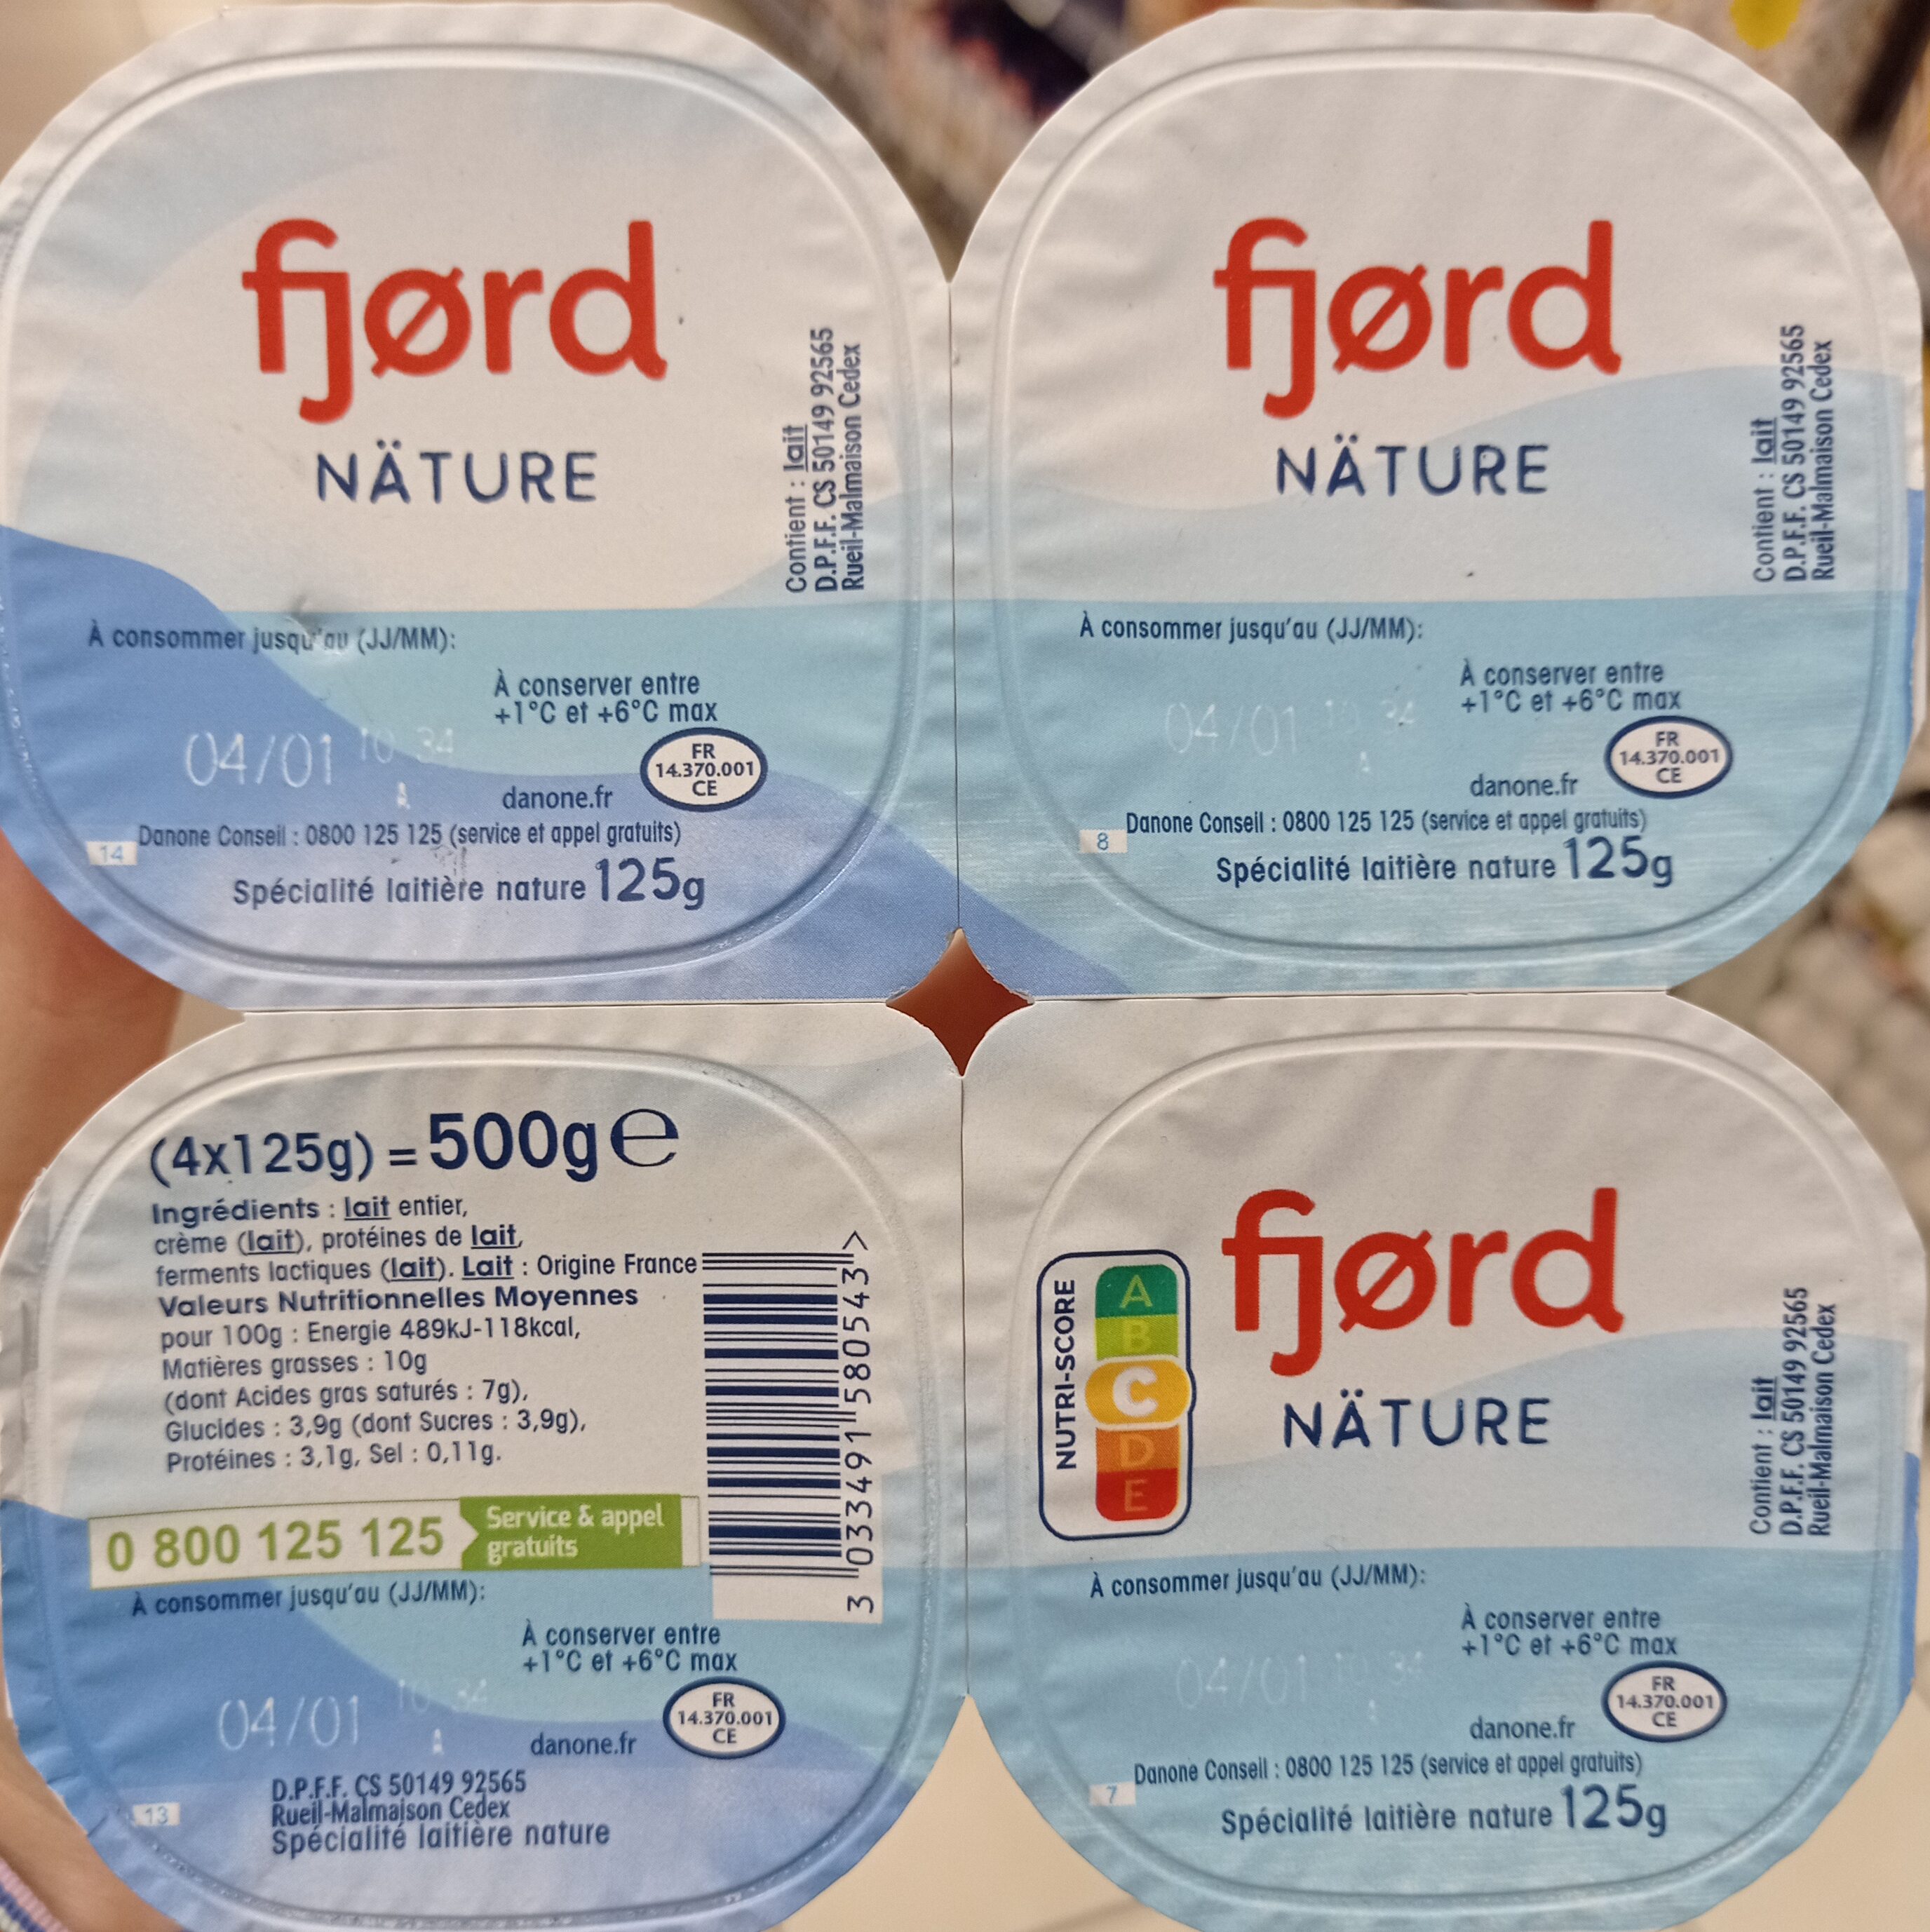 fjørd
NÄTURE
Contient : lait
D.P.F.F. CS 50149 92565
Rueil-Malmaison Cedex
À consommer jusqu'au (JJ/MM):
À conserver entre
+1°C et +6°C max
04/01 10 34
A
FR
14.370.001
CE
danone.fr
14
Danone Conseil : 0800 125 125 (service et appel gratuits)
Spécialité laitière nature 125g
fjørd
NÄTURE
Contient : lait
D.P.F.F. CS 50149 92565
Rueil-Malmaison Cedex
À consommer jusqu'au (JJ/MM):
À conserver entre
+1°C et +6°C max
04/01
FR
14.370.001
CE
danone.fr
Danone Conseil : 0800 125 125 (service et appel gratuits)
8
Spécialité laitière nature 125g
(4x125g) = 500g e
Ingrédients : lait entier,
crème (lait), protéines de lait,
ferments lactiques (lait). Lait : Origine France
Valeurs Nutritionnelles Moyennes
pour 100g : Energie 489kJ-118kcal,
Matières grasses : 10g
(dont Acides gras saturés : 7g),
Glucides : 3,9g (dont Sucres : 3,9g),
Protéines : 3,1g, Sel : 0,11g.
3 033491 580543 >
0 800 125 125
Service & appel
gratuits
À consommer jusqu'au (JJ/MM):
À conserver entre
+1°C et +6°C max
04/01
A
FR
14.370.001
CE
danone.fr
D.P.F.F. CS 50149 92565
Rueil-Malmaison Cedex
13
Spécialité laitière nature
NUTRI-SCORE
A
B
C
D
E
fjørd
NÄTURE
Contient : lait
D.P.F.F. CS 50149 92565
Rueil-Malmaison Cedex
À consommer jusqu'au (JJ/MM):
À conserver entre
+1°C et +6°C max
04/01
FR
14.370.001
CE
danone.fr
Danone Conseil : 0800 125 125 (service et appel gratuits)
7
Spécialité laitière nature 125g